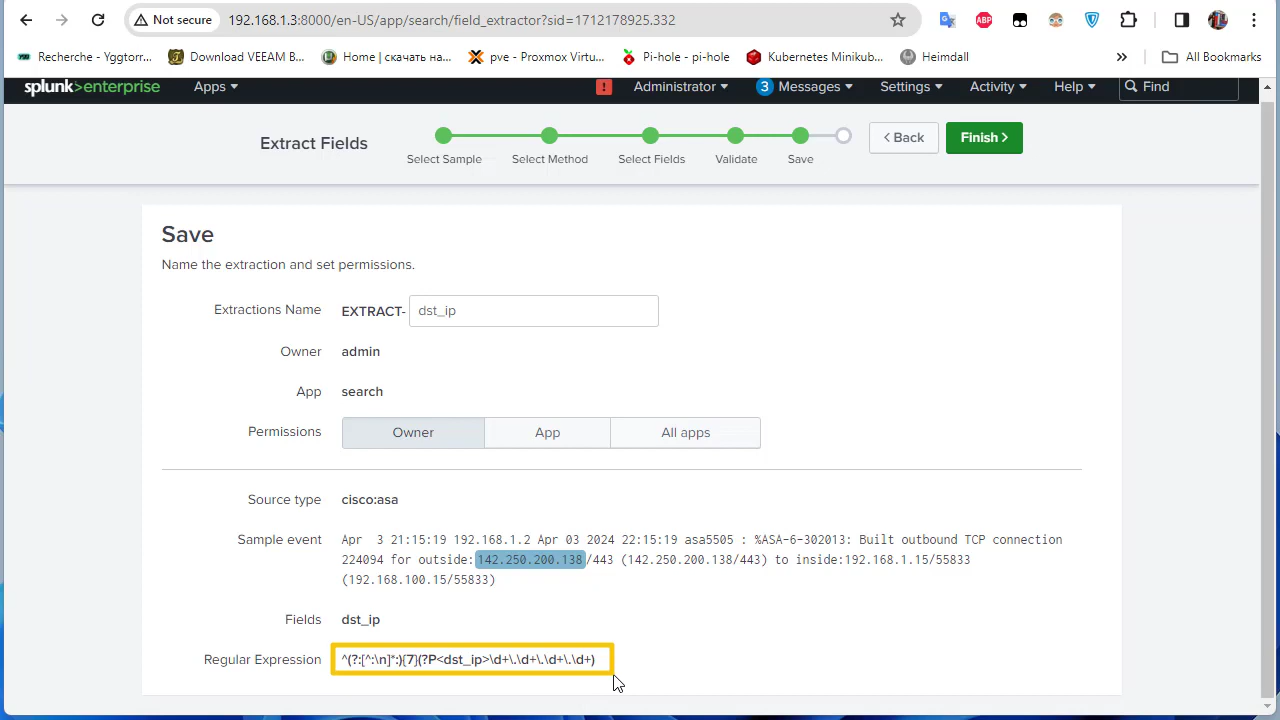 Not secure 192.168.1.3:8000/en-US/app/search/field_extractor?sid=1712178925.332 ABP
Recherche - Yggtorr... Download VEEAM B... Home | скачать на... pve - Proxmox Virtu... Pi-hole - pi-hole Kubernetes Minikub... Heimdall » All Bookmarks
splunk>enterprise Apps ! Administrator 3 Messages Settings Activity Help Find
Extract Fields
Select Sample Select Method Select Fields Validate Save
< Back Finish >
Save
Name the extraction and set permissions.
Extractions Name EXTRACT- dst_ip
Owner admin
App search
Permissions Owner App All apps
Source type cisco:asa
Sample event Apr  3 21:15:19 192.168.1.2 Apr 03 2024 22:15:19 asa5505 : %ASA-6-302013: Built outbound TCP connection
224094 for outside:142.250.200.138/443 (142.250.200.138/443) to inside:192.168.1.15/55833
(192.168.100.15/55833)
Fields dst_ip
Regular Expression ^(?:[^:\n]*:){7}(?P<dst_ip>\d+\.\d+\.\d+\.\d+)